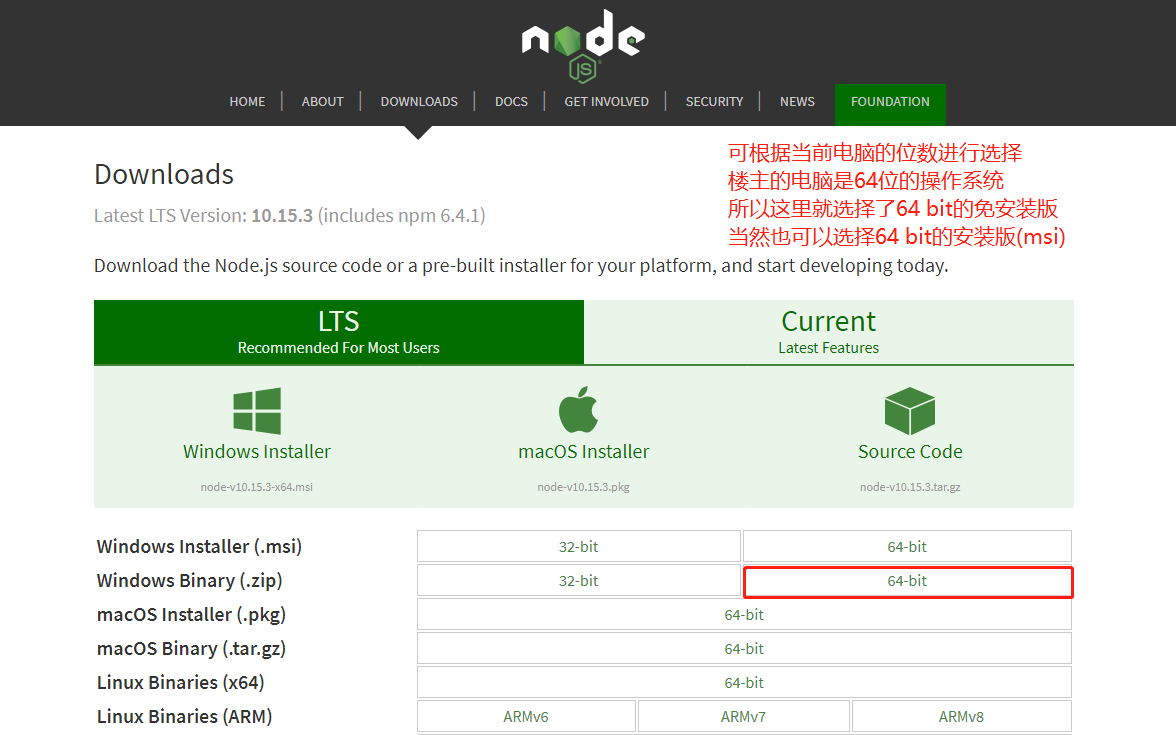 node
JS
HOME ABOUT DOWNLOADS DOCS GET INVOLVED SECURITY NEWS FOUNDATION
可根据当前电脑的位数进行选择
楼主的电脑是64位的操作系统
所以这里就选择了64 bit的免安装版
当然也可以选择64 bit的安装版(msi)
Downloads
Latest LTS Version: 10.15.3 (includes npm 6.4.1)
Download the Node.js source code or a pre-built installer for your platform, and start developing today.
LTS Current
Recommended For Most Users Latest Features
Windows Installer macOS Installer Source Code
node-v10.15.3-x64.msi node-v10.15.3.pkg node-v10.15.3.tar.gz
Windows Installer (.msi) 32-bit 64-bit
Windows Binary (.zip) 32-bit 64-bit
macOS Installer (.pkg) 64-bit
macOS Binary (.tar.gz) 64-bit
Linux Binaries (x64) 64-bit
Linux Binaries (ARM) ARMv6 ARMv7 ARMv8